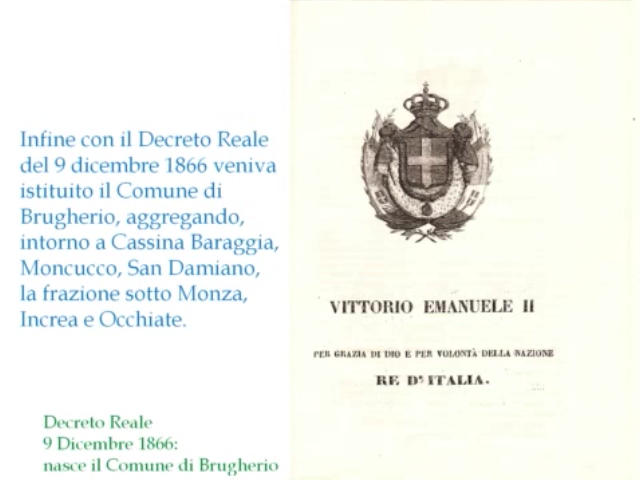 Infine con il Decreto Reale
del 9 dicembre 1866 veniva
istituito il Comune di
Brugherio, aggregando,
intorno a Cassina Baraggia,
Moncucco, San Damiano,
la frazione sotto Monza,
Increa e Occhiate.
Decreto Reale
9 Dicembre 1866:
nasce il Comune di Brugherio
VITTORIO EMANUELE II
PER GRAZIA DI DIO E PER VOLONTÀ DELLA NAZIONE
RE D'ITALIA.